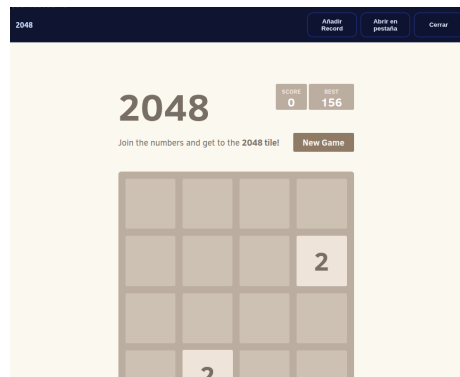 2048
Añadir
Record
Abrir en
pestaña
Cerrar
2048
SCORE
0
BEST
156
Join the numbers and get to the 2048 tile!
New Game
2
2